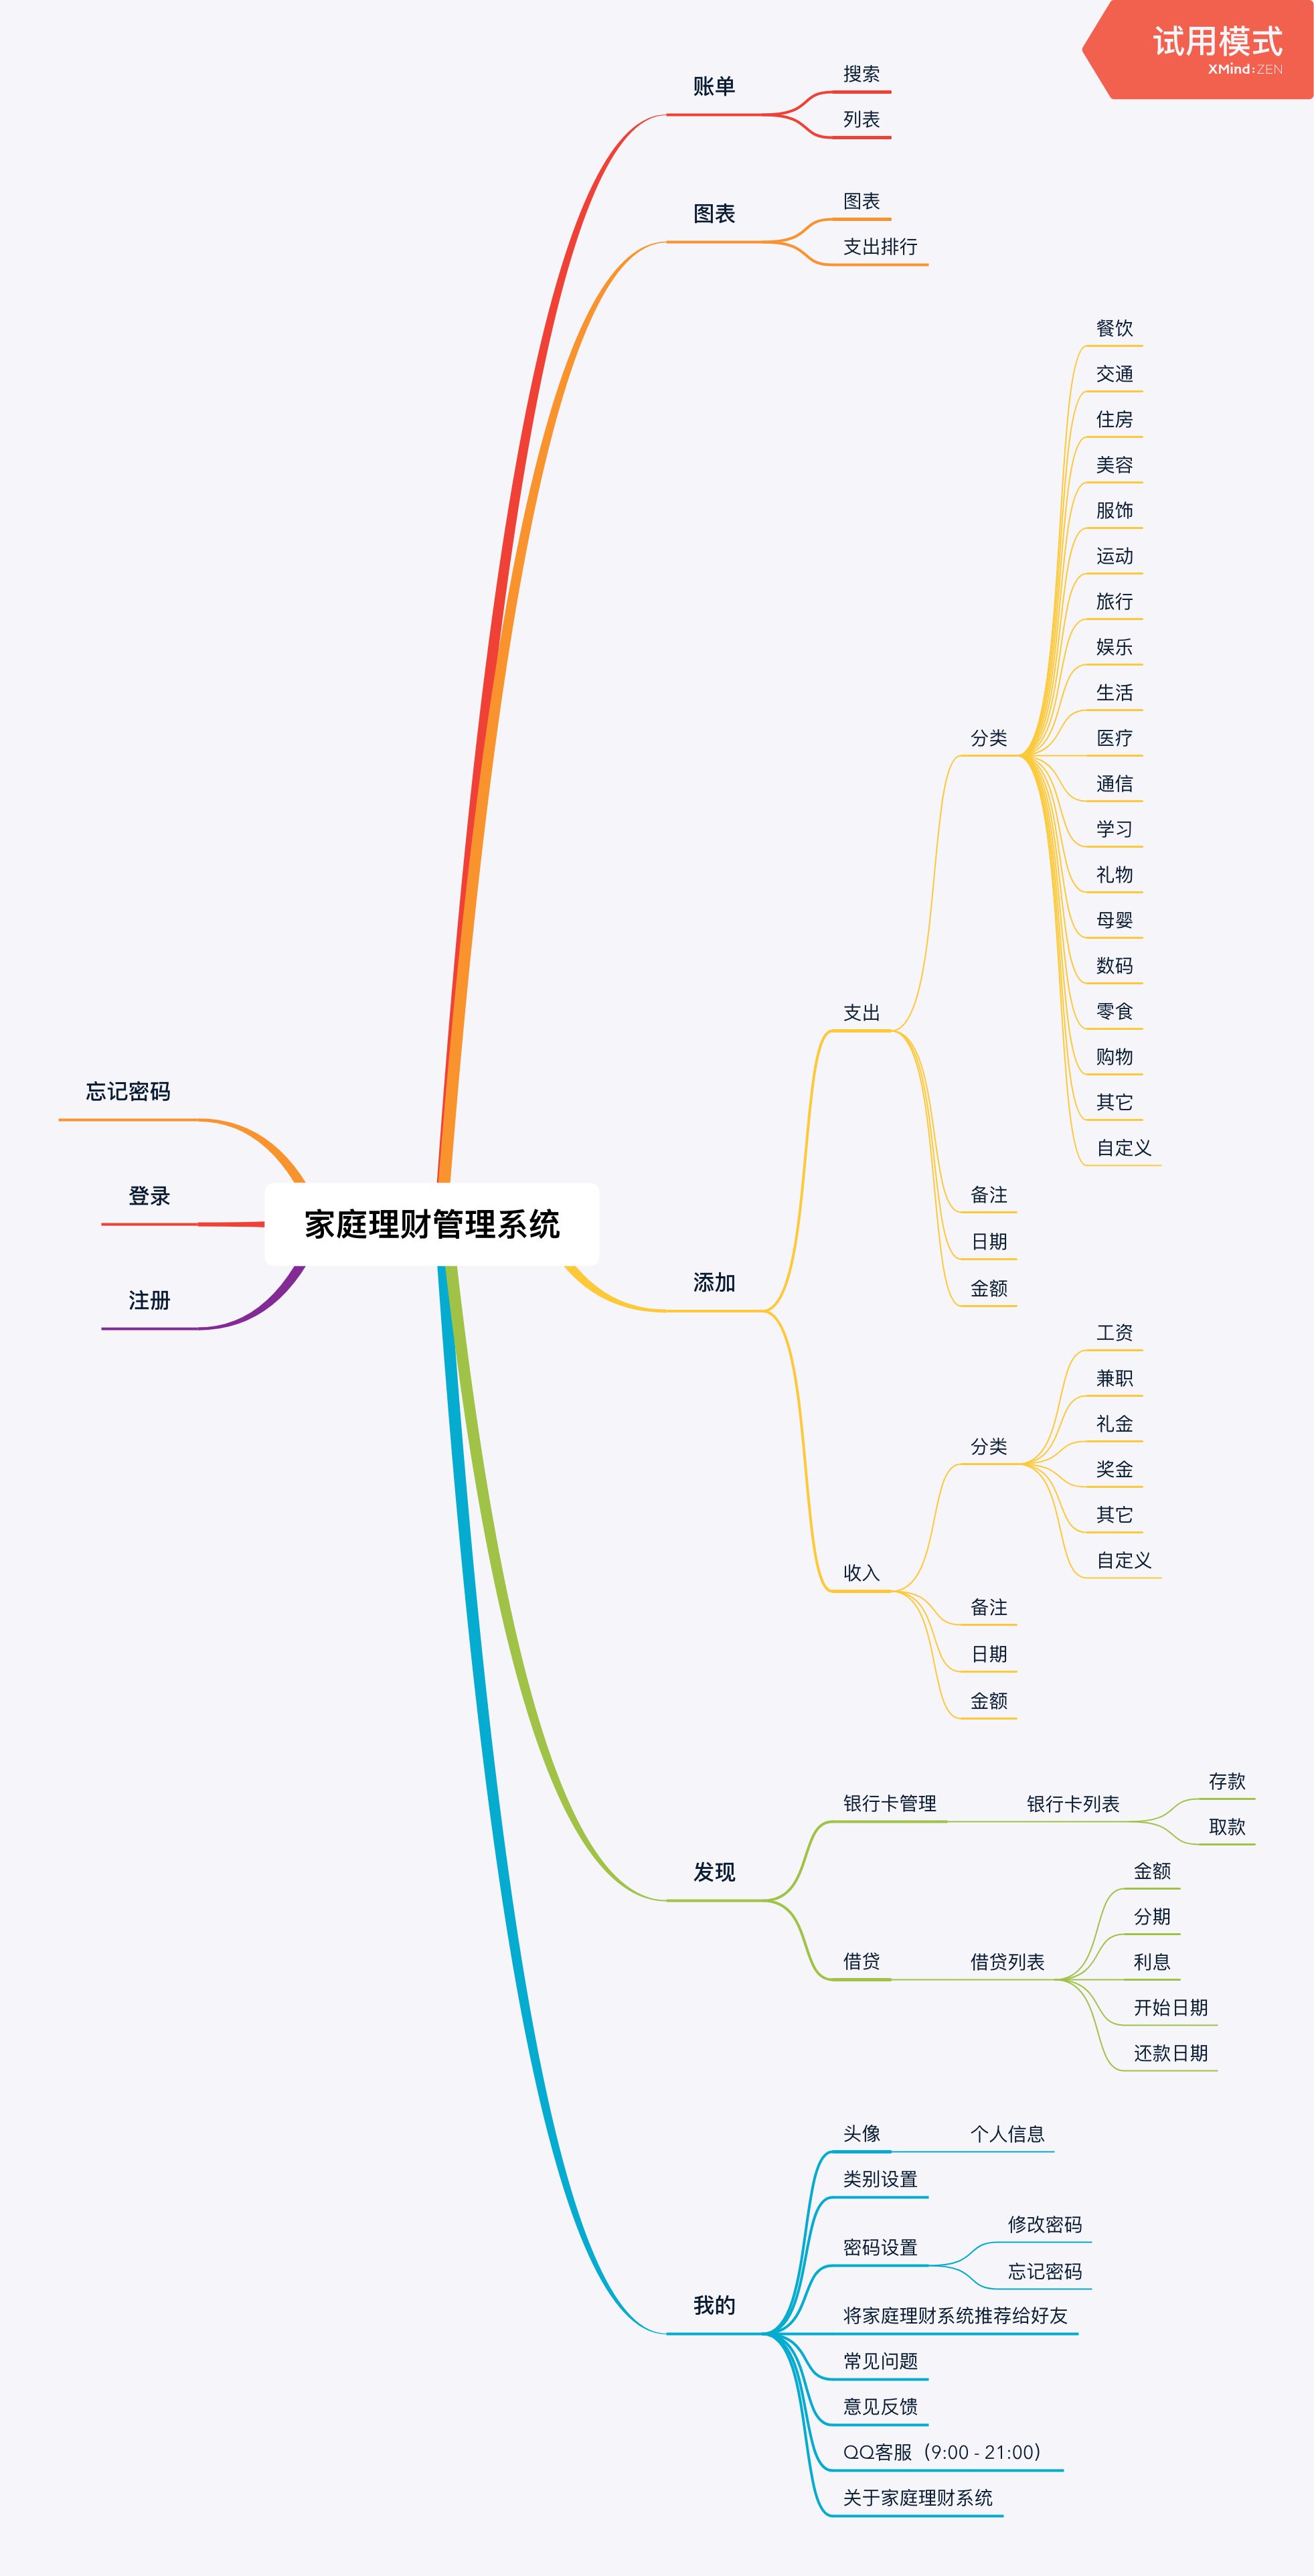 试用模式
XMind:ZEN
账单
搜索
列表
图表
图表
支出排行
餐饮
交通
住房
美容
服饰
运动
旅行
娱乐
生活
分类
医疗
通信
学习
礼物
母婴
数码
零食
支出
购物
其它
自定义
忘记密码
登录
注册
家庭理财管理系统
备注
日期
金额
添加
工资
兼职
礼金
分类
奖金
其它
自定义
收入
备注
日期
金额
发现
银行卡管理
银行卡列表
存款
取款
借贷
借贷列表
金额
分期
利息
开始日期
还款日期
我的
头像
个人信息
类别设置
密码设置
修改密码
忘记密码
将家庭理财系统推荐给好友
常见问题
意见反馈
QQ客服（9:00 - 21:00）
关于家庭理财系统